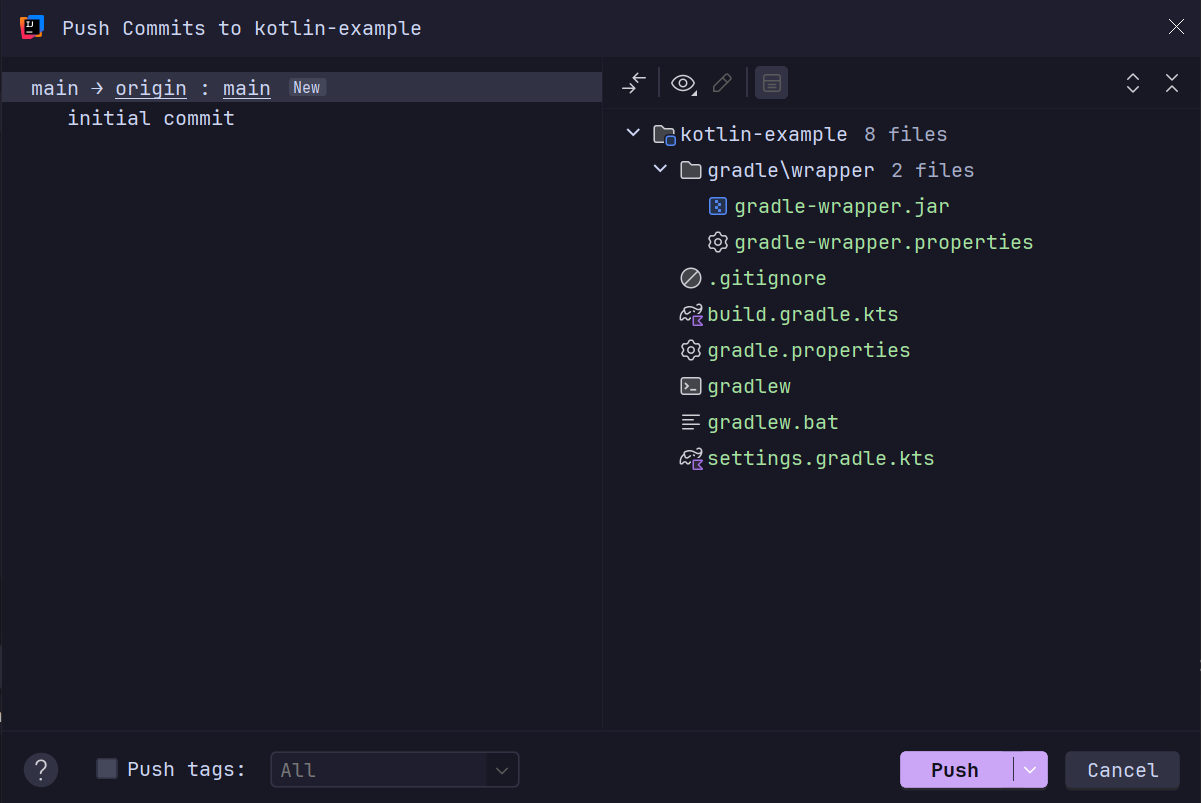 Push Commits to kotlin-example
main → origin : main New
initial commit
kotlin-example 8 files
gradle\wrapper 2 files
gradle-wrapper.jar
gradle-wrapper.properties
.gitignore
build.gradle.kts
gradle.properties
gradlew
gradlew.bat
settings.gradle.kts
? Push tags: All Push Cancel